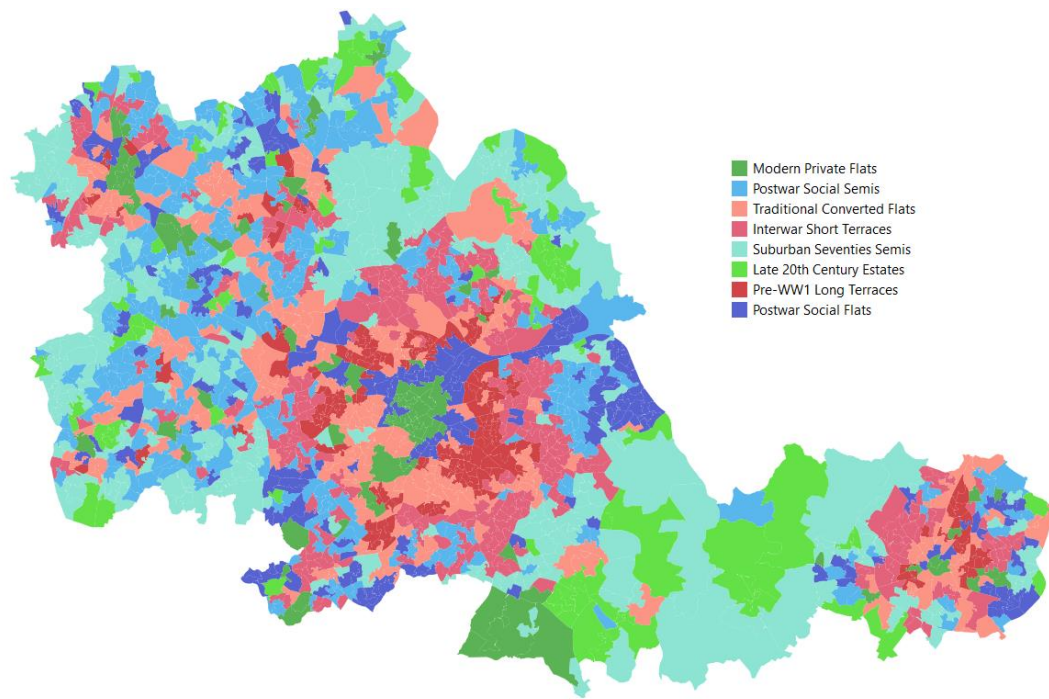 Modern Private Flats
Postwar Social Semis
Traditional Converted Flats
Interwar Short Terraces
Suburban Seventies Semis
Late 20th Century Estates
Pre-WW1 Long Terraces
Postwar Social Flats